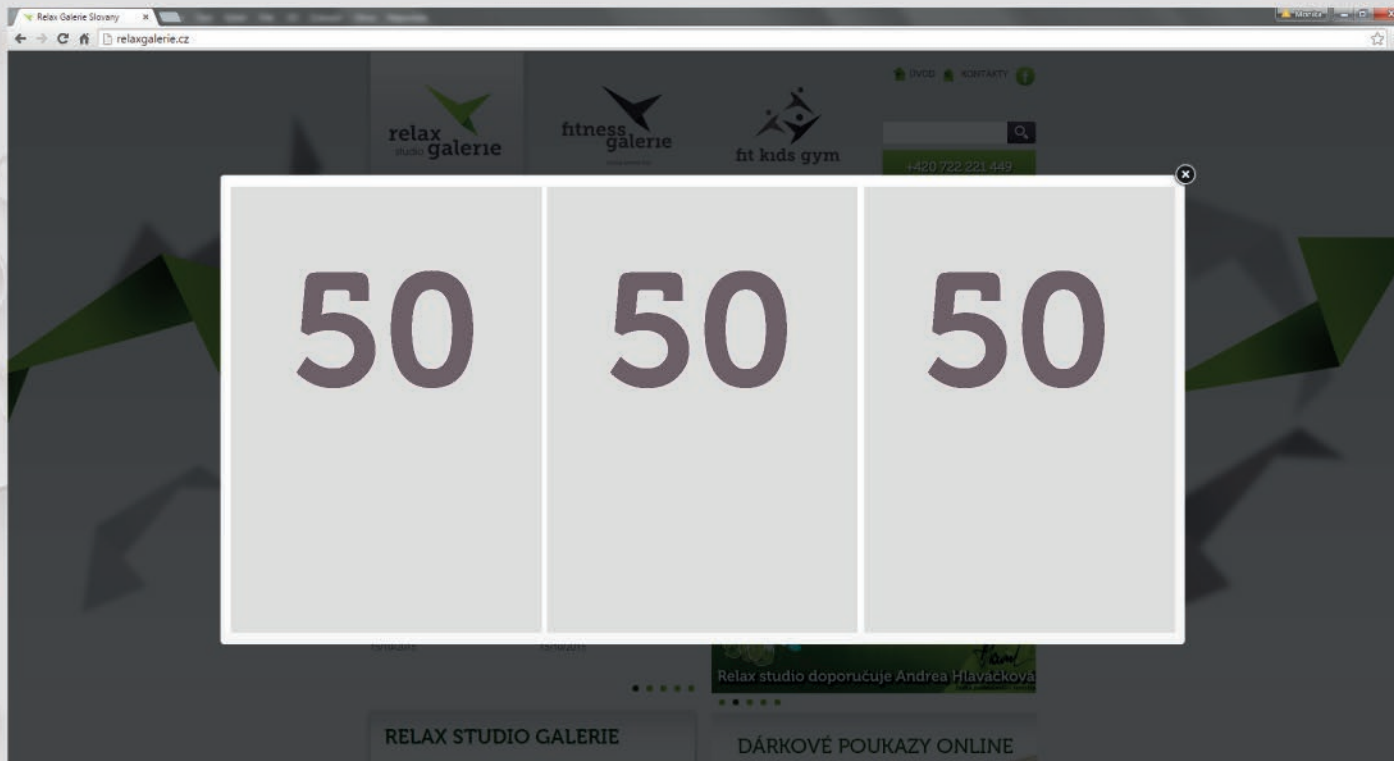 Relax Galerie Slovany
relaxgalerie.cz
ÚVOD KONTAKTY
relax
studio galerie
fitness
galerie
fit kids gym
+420 722 221 449
50 50 50
Relax studio doporučuje Andrea Hlaváčková
RELAX STUDIO GALERIE
DÁRKOVÉ POUKAZY ONLINE